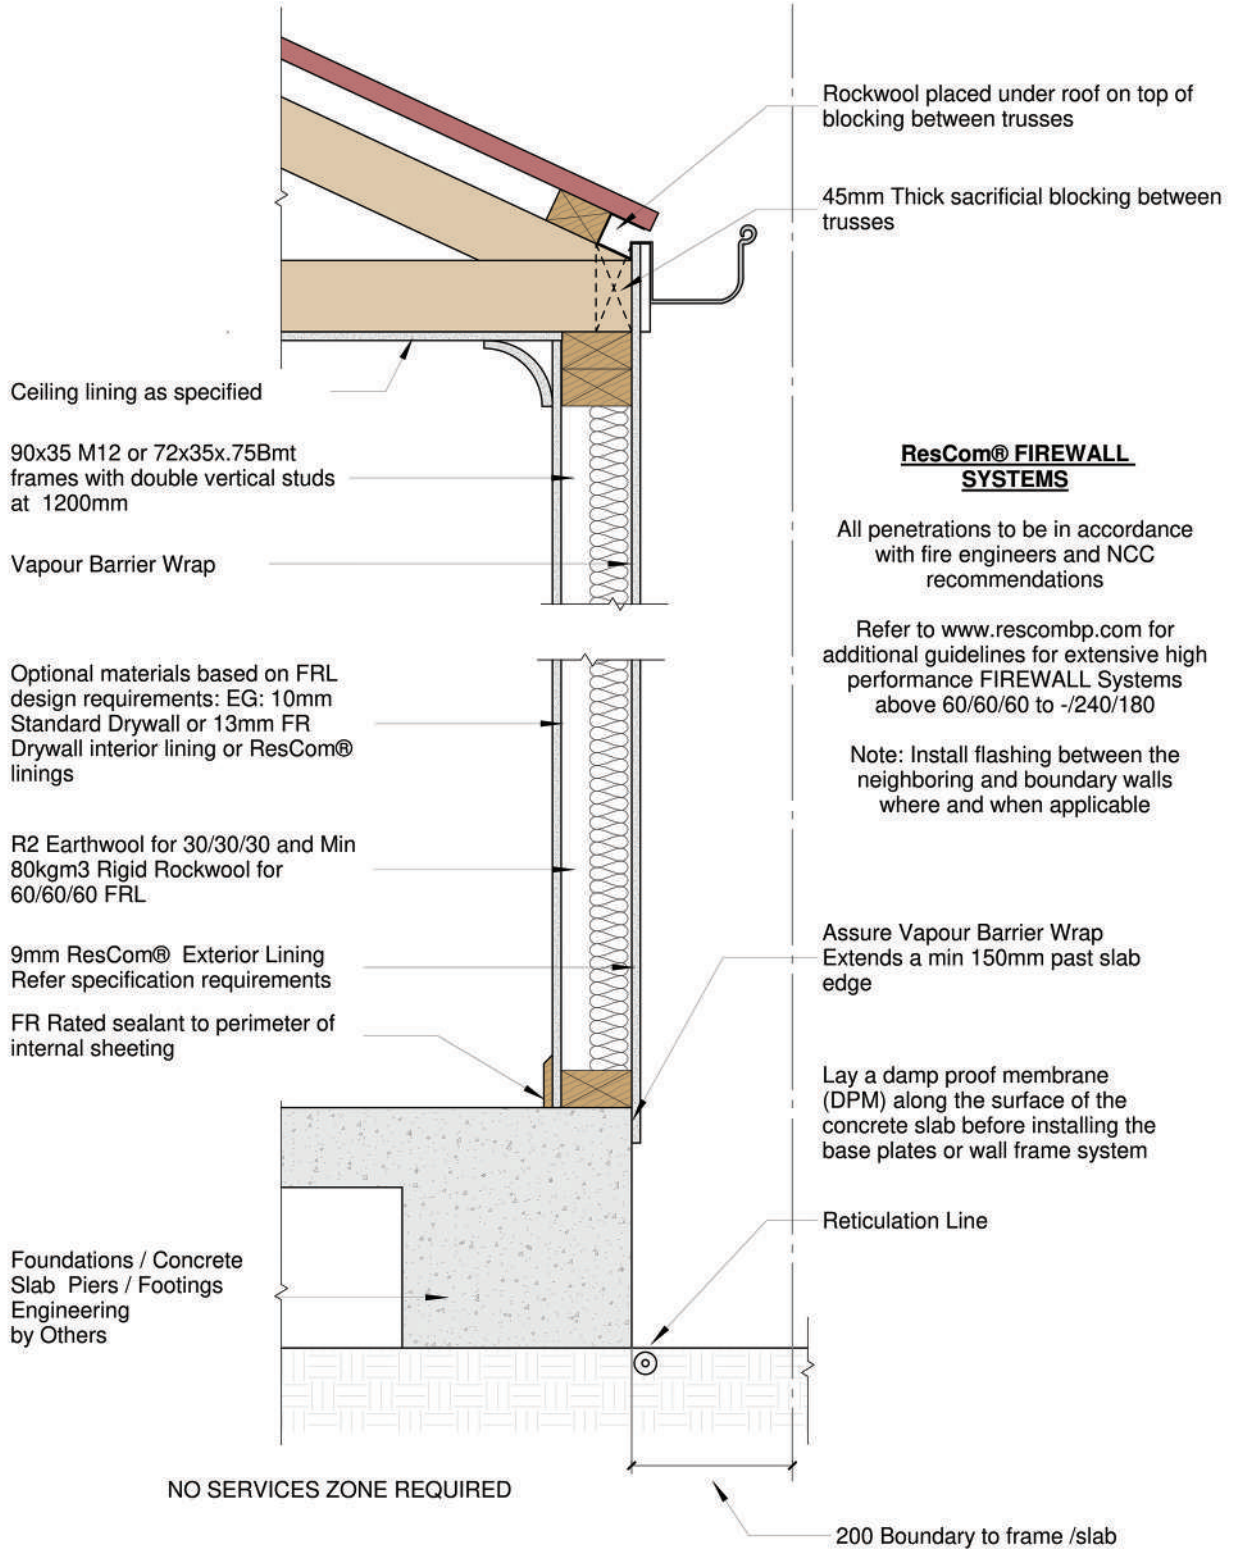 Rockwool placed under roof on top of
blocking between trusses
45mm Thick sacrificial blocking between
trusses
Ceiling lining as specified
90x35 M12 or 72x35x.75Bmt
frames with double vertical studs
at 1200mm
Vapour Barrier Wrap
Optional materials based on FRL
design requirements: EG: 10mm
Standard Drywall or 13mm FR
Drywall interior lining or ResCom®
linings
R2 Earthwool for 30/30/30 and Min
80kgm3 Rigid Rockwool for
60/60/60 FRL
9mm ResCom® Exterior Lining
Refer specification requirements
FR Rated sealant to perimeter of
internal sheeting
Foundations / Concrete
Slab Piers / Footings
Engineering
by Others
ResCom® FIREWALL
SYSTEMS
All penetrations to be in accordance
with fire engineers and NCC
recommendations
Refer to www.rescombp.com for
additional guidelines for extensive high
performance FIREWALL Systems
above 60/60/60 to -/240/180
Note: Install flashing between the
neighboring and boundary walls
where and when applicable
Assure Vapour Barrier Wrap
Extends a min 150mm past slab
edge
Lay a damp proof membrane
(DPM) along the surface of the
concrete slab before installing the
base plates or wall frame system
Reticulation Line
NO SERVICES ZONE REQUIRED
200 Boundary to frame /slab